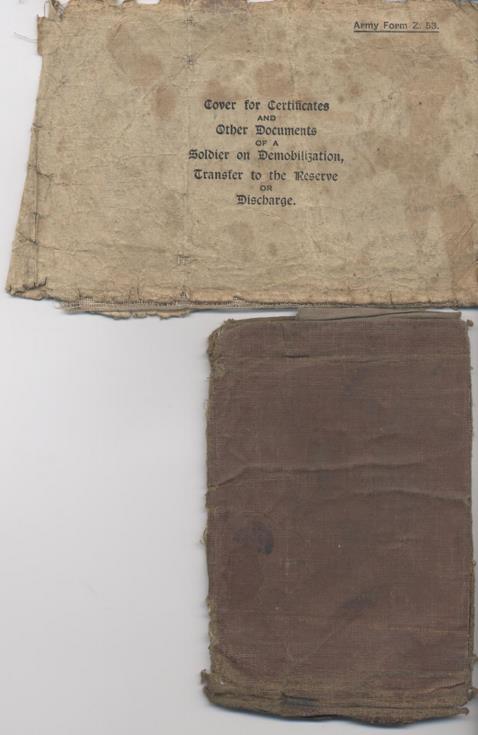 Army Form Z. 53.
Cover for Certificates
AND
Other Documents
OF A
Soldier on Demobilization,
Transfer to the Reserve
OR
Discharge.